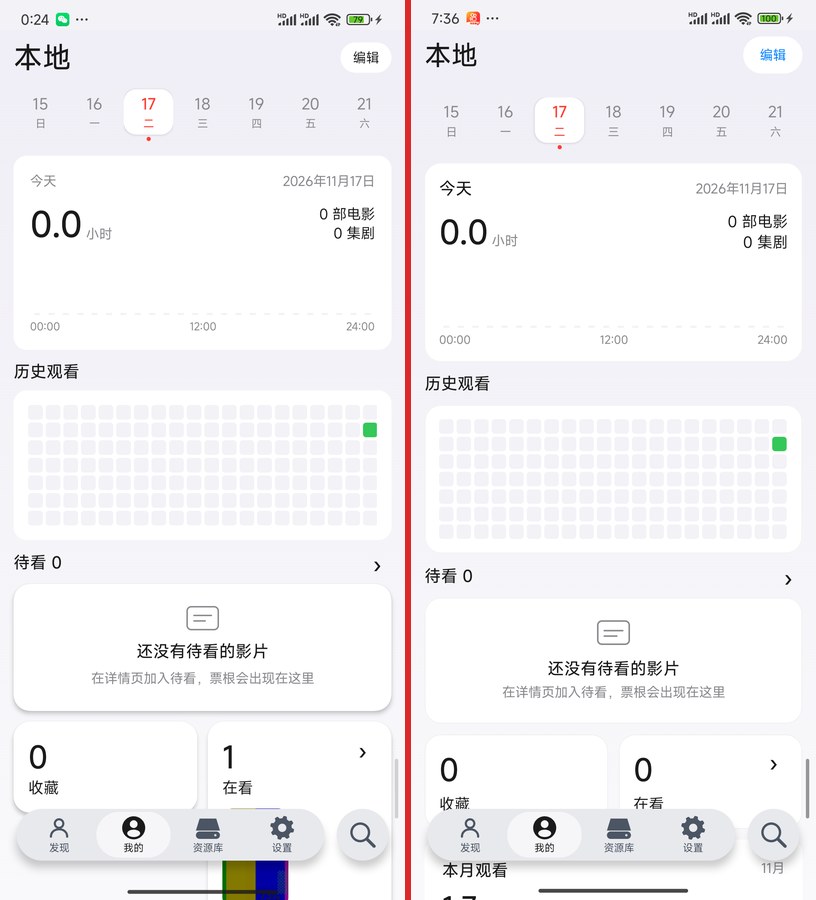 0:24 HD HD 79
本地
编辑
15 16 17 18 19 20 21
日 一 二 三 四 五 六
今天
2026年11月17日
0.0 小时
0 部电影
0 集剧
00:00 12:00 24:00
历史观看
待看 0
还没有待看的影片
在详情页加入待看，票根会出现在这里
0
收藏
1
在看
发现 我的 资源库 设置
7:36 HD HD 100
本地
编辑
15 16 17 18 19 20 21
日 一 二 三 四 五 六
今天
2026年11月17日
0.0 小时
0 部电影
0 集剧
00:00 12:00 24:00
历史观看
待看 0
还没有待看的影片
在详情页加入待看，票根会出现在这里
0
收藏
0
在看
发现 我的 资源库 设置
本月观看
11月